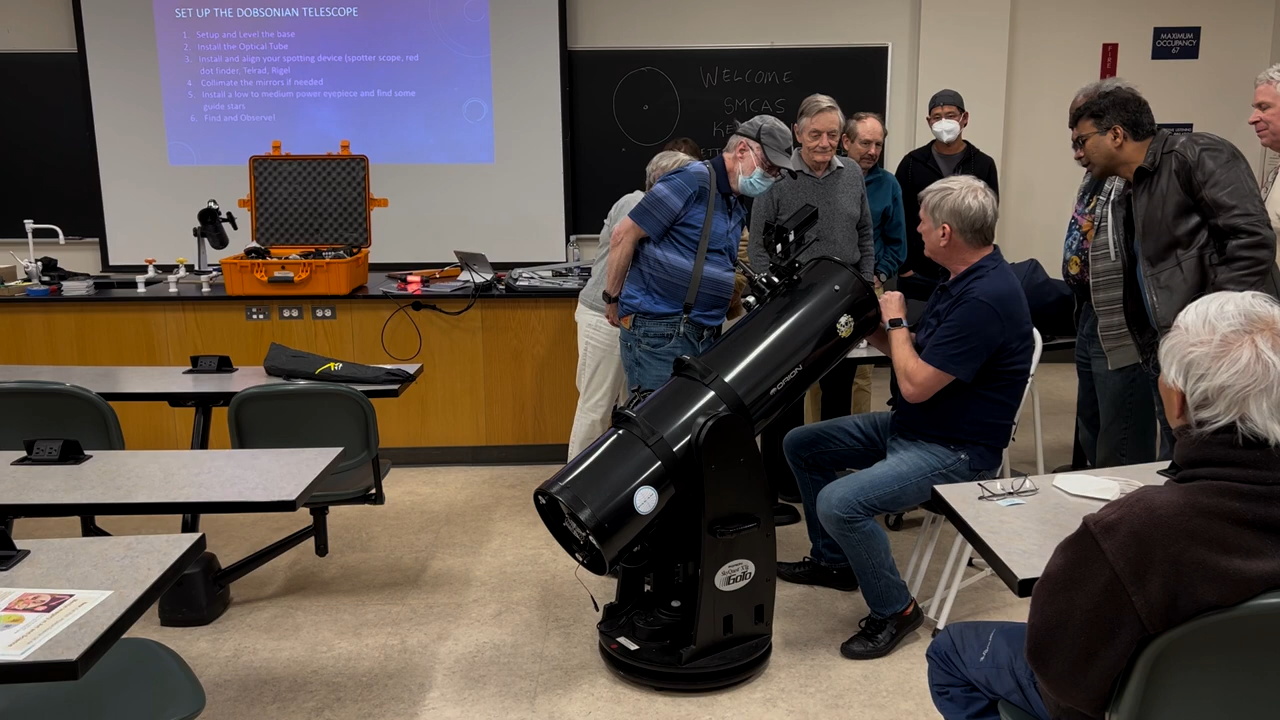 SET UP THE DOBSONIAN TELESCOPE
1. Setup and Level the base
2. Install the Optical Tube
3. Install and align your spotting device (spotter scope, red
dot finder, Telrad, Rigel
4. Collimate the mirrors if needed
5. Install a low to medium power eyepiece and find some
guide stars
6. Find and Observe!
WELCOME
SMCAS
MAXIMUM
OCCUPANCY
67
FIRE
ORION
SkyQuest
GoTo